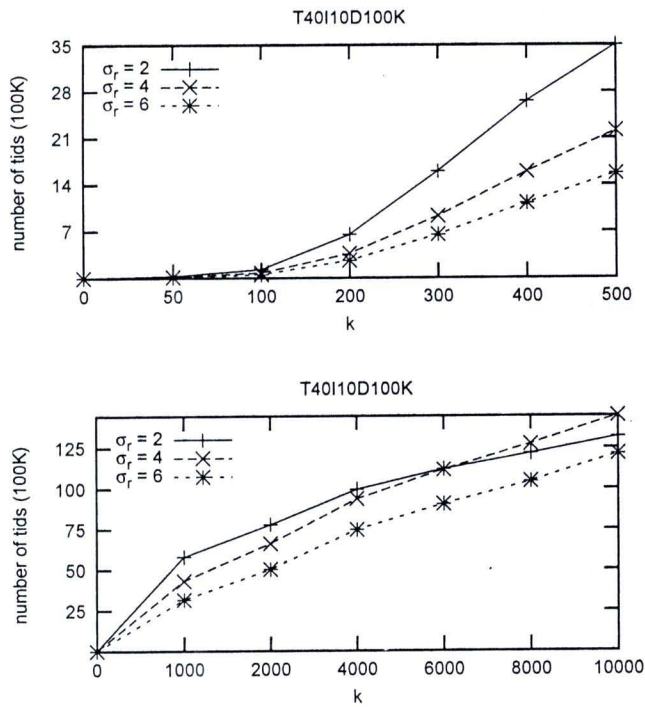 T40I10D100K
35
28
21
14
7
number of tids (100K)
σr = 2
σr = 4
σr = 6
0 50 100 200 300 400 500
k
T40I10D100K
125
100
75
50
25
number of tids (100K)
σr = 2
σr = 4
σr = 6
0 1000 2000 4000 6000 8000 10000
k